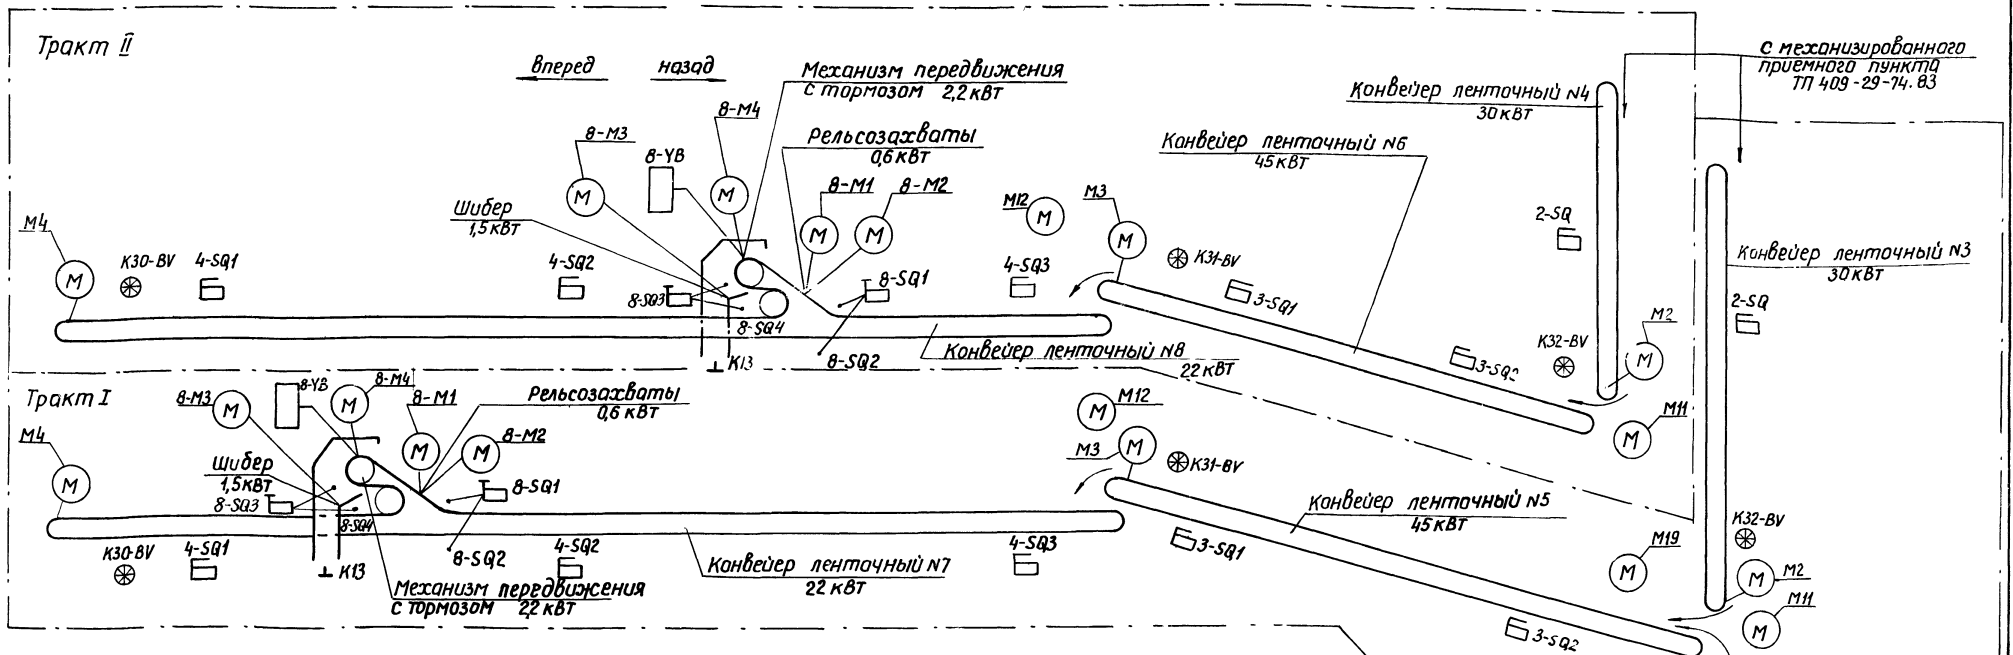 Тракт II
вперед
назад
Механизм передвижения
с тормозом 2,2 кВт
с механизированного
приемного пункта
ТП 409-29-74.83
Конвейер ленточный N4
30 кВт
8-М3
8-М4
8-YB
Рельсозахваты
0,6 кВт
Конвейер ленточный N6
45 кВт
8-М1
8-М2
Шибер
1,5 кВт
М
М
М
М
М12
М
М3
М
2-SQ
М4
М
К30-BV
4-SQ1
4-SQ2
4-SQ3
К31-BV
3-SQ1
Конвейер ленточный N3
30 кВт
8-SQ3
8-SQ1
8-SQ4
8-SQ2
К13
Конвейер ленточный N8
22 кВт
3-SQ2
К32-BV
М2
М
2-SQ
Тракт I
8-М3
М
8-YB
8-М4
М
8-М1
М
Рельсозахваты
0,6 кВт
8-М2
М
М12
М
М3
М
К31-BV
М11
М
М4
М
Шибер
1,5 кВт
8-SQ3
8-SQ4
8-SQ1
8-SQ2
Конвейер ленточный N5
45 кВт
К30-BV
4-SQ1
К13
4-SQ2
4-SQ3
3-SQ1
М19
М
К32-BV
М2
М
Механизм передвижения
с тормозом 2,2 кВт
Конвейер ленточный N7
22 кВт
М11
М
3-SQ2